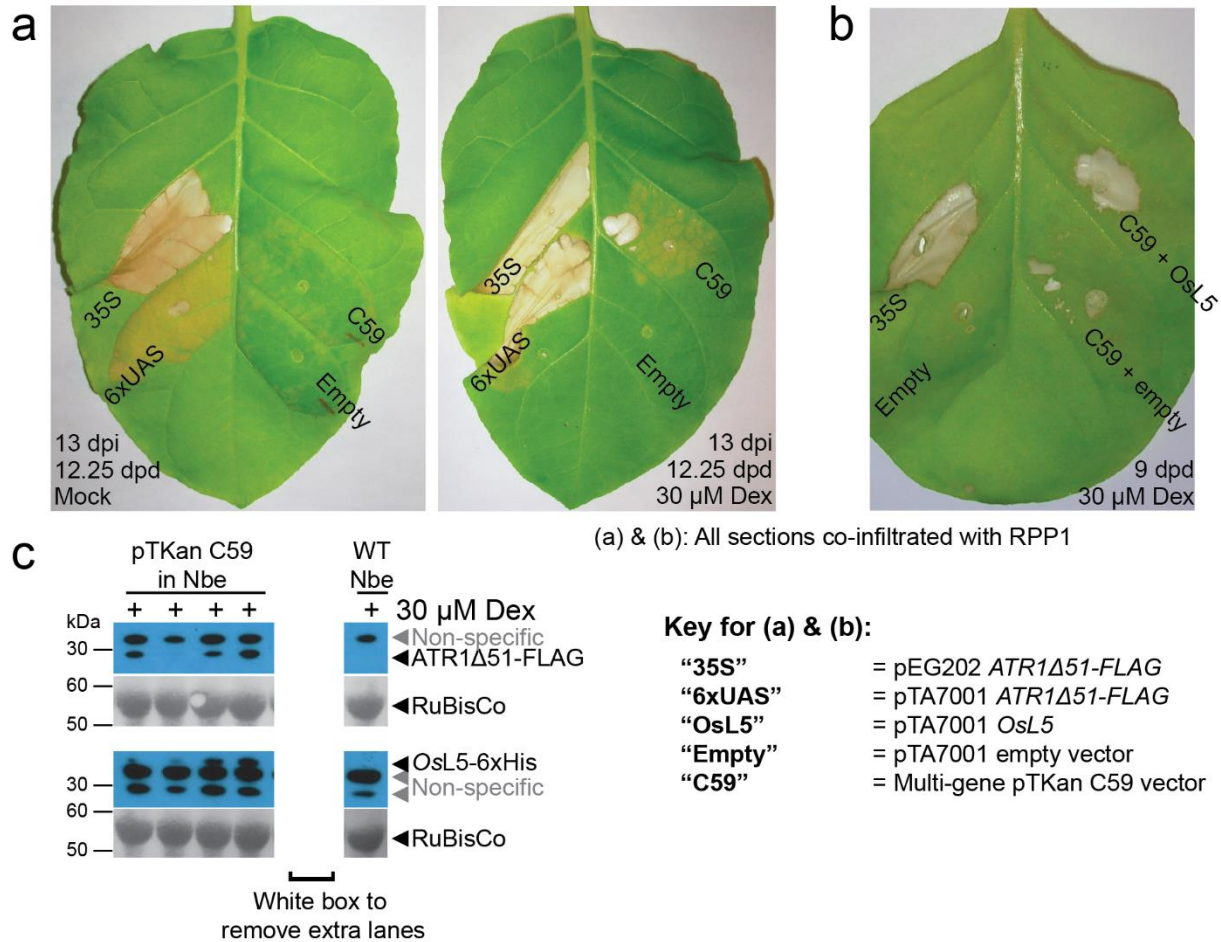 a
35S
6xUAS
C59
Empty
13 dpi
12.25 dpd
Mock
35S
6xUAS
C59
Empty
13 dpi
12.25 dpd
30 µM Dex
b
35S
Empty
C59 + OsL5
C59 + empty
9 dpd
30 µM Dex
(a) & (b): All sections co-infiltrated with RPP1
c
pTKan C59
in Nbe
WT
Nbe
+ + + + + 30 µM Dex
kDa
30
Non-specific
ATR1Δ51-FLAG
60
50
RuBisCo
30
OsL5-6xHis
Non-specific
60
50
RuBisCo
White box to
remove extra lanes
Key for (a) & (b):
“35S” = pEG202 ATR1Δ51-FLAG
“6xUAS” = pTA7001 ATR1Δ51-FLAG
“OsL5” = pTA7001 OsL5
“Empty” = pTA7001 empty vector
“C59” = Multi-gene pTKan C59 vector